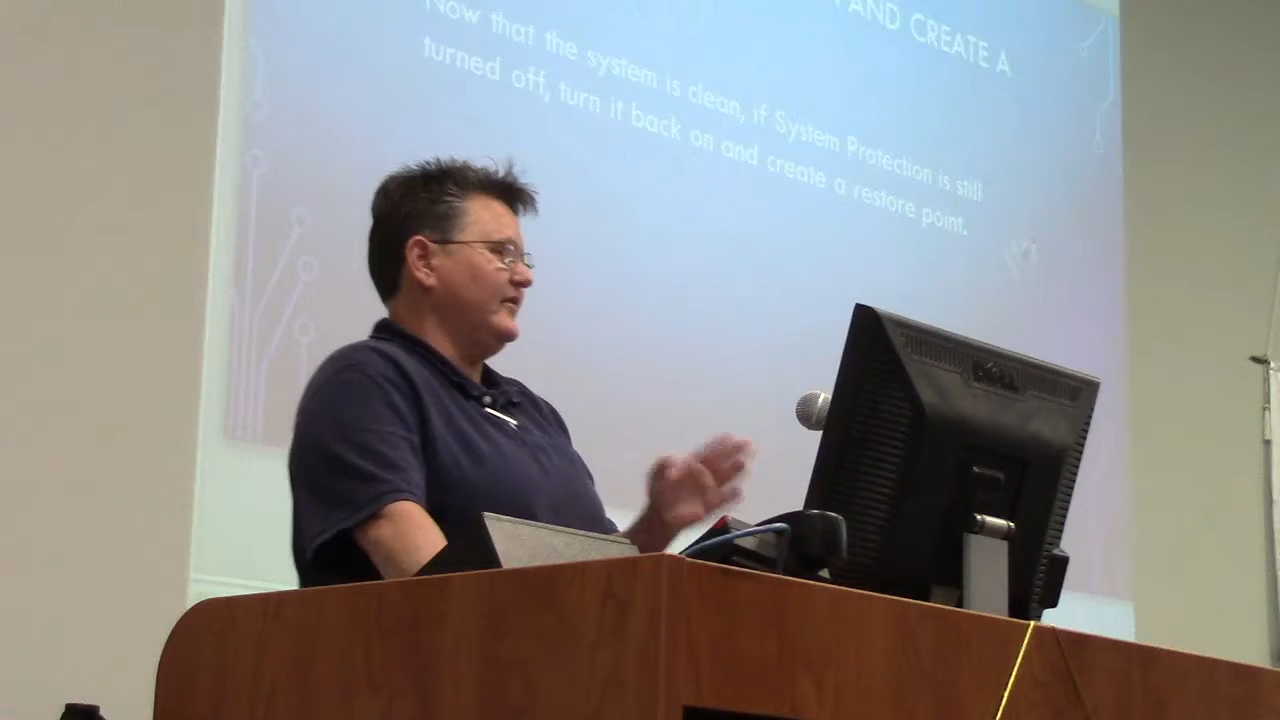 AND CREATE A
Now that the system is clean, if System Protection is still
turned off, turn it back on and create a restore point.
DELL